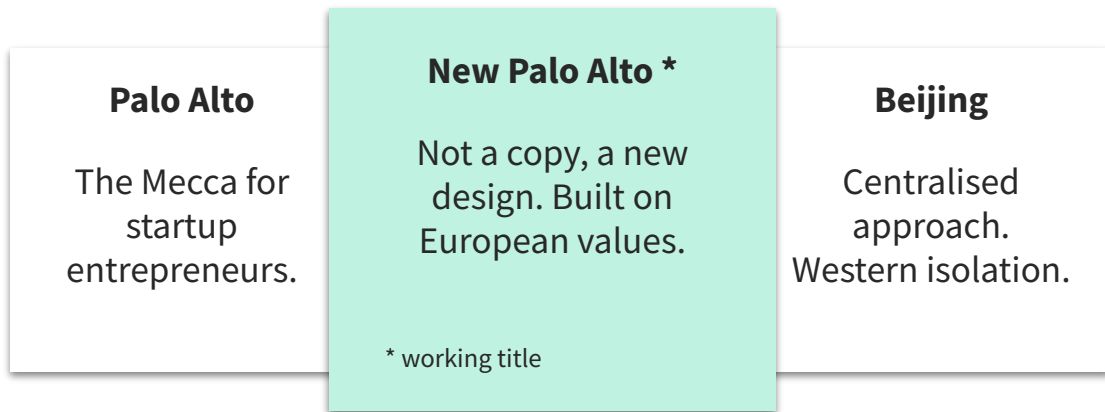 Palo Alto
The Mecca for
startup
entrepreneurs.
New Palo Alto *
Not a copy, a new
design. Built on
European values.
* working title
Beijing
Centralised
approach.
Western isolation.